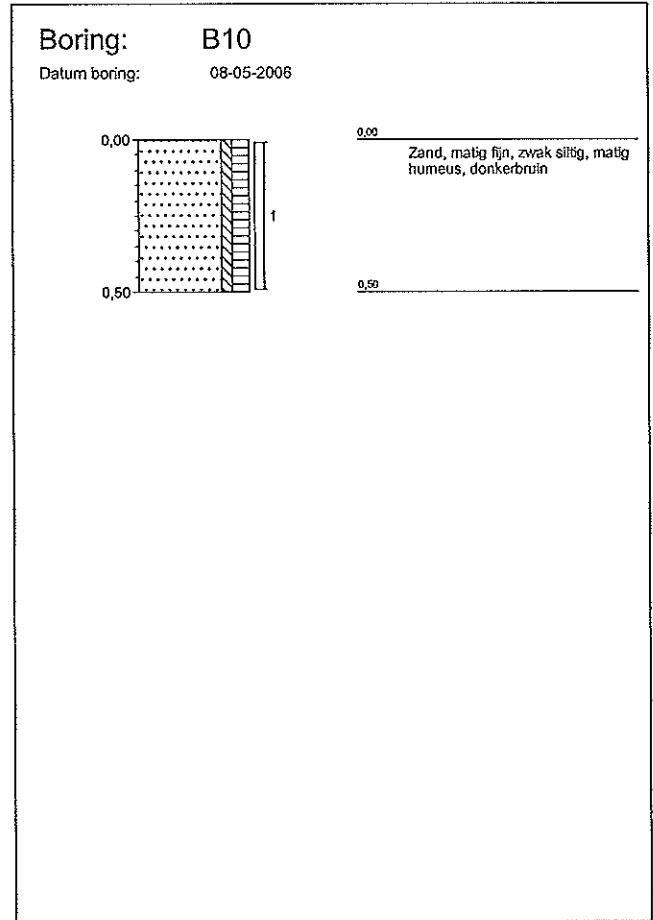 Boring: B10
Datum boring: 08-05-2006
0,00
0,50
1
0,00
Zand, matig fijn, zwak siltig, matig
humeus, donkerbruin
0,50